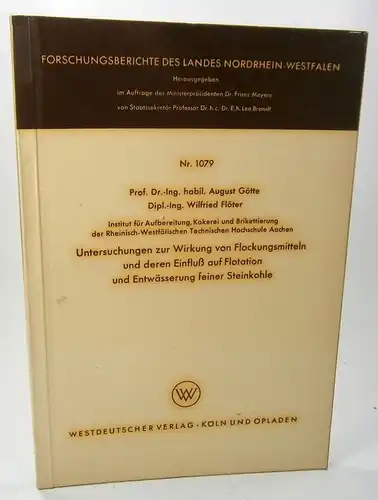 FORSCHUNGSBERICHTE DES LANDES NORDRHEIN-WESTFALEN
Herausgegeben
im Auftrage des Ministerpräsidenten Dr. Franz Meyers
von Staatssekretär Professor Dr. h. c. Dr. E. h. Leo Brandt
Nr. 1079
Prof. Dr.-Ing. habil. August Götte
Dipl.-Ing. Wilfried Flöter
Institut für Aufbereitung, Kokerei und Brikettierung
der Rheinisch-Westfälischen Technischen Hochschule Aachen
Untersuchungen zur Wirkung von Flockungsmitteln
und deren Einfluß auf Flotation
und Entwässerung feiner Steinkohle
WV
WESTDEUTSCHER VERLAG · KÖLN UND OPLADEN